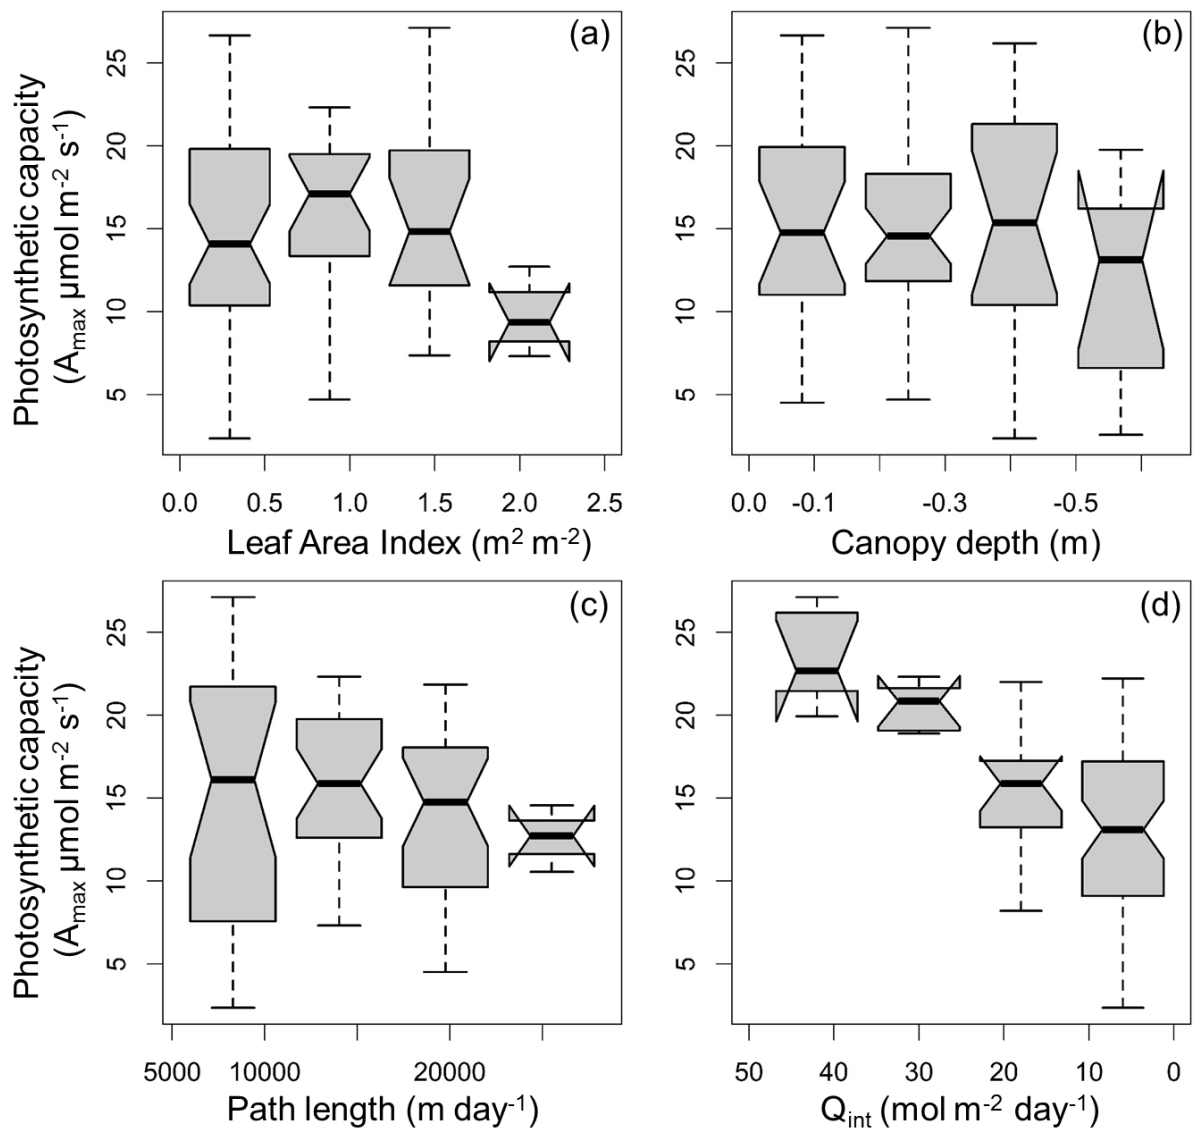 (a)
Photosynthetic capacity
(Amax µmol m-2 s-1)
25
20
15
10
5
0.0 0.5 1.0 1.5 2.0 2.5
Leaf Area Index (m2 m-2)
(b)
25
20
15
10
5
0.0 -0.1 -0.3 -0.5
Canopy depth (m)
(c)
Photosynthetic capacity
(Amax µmol m-2 s-1)
25
20
15
10
5
5000 10000 20000
Path length (m day-1)
(d)
25
20
15
10
5
50 40 30 20 10 0
Qint (mol m-2 day-1)